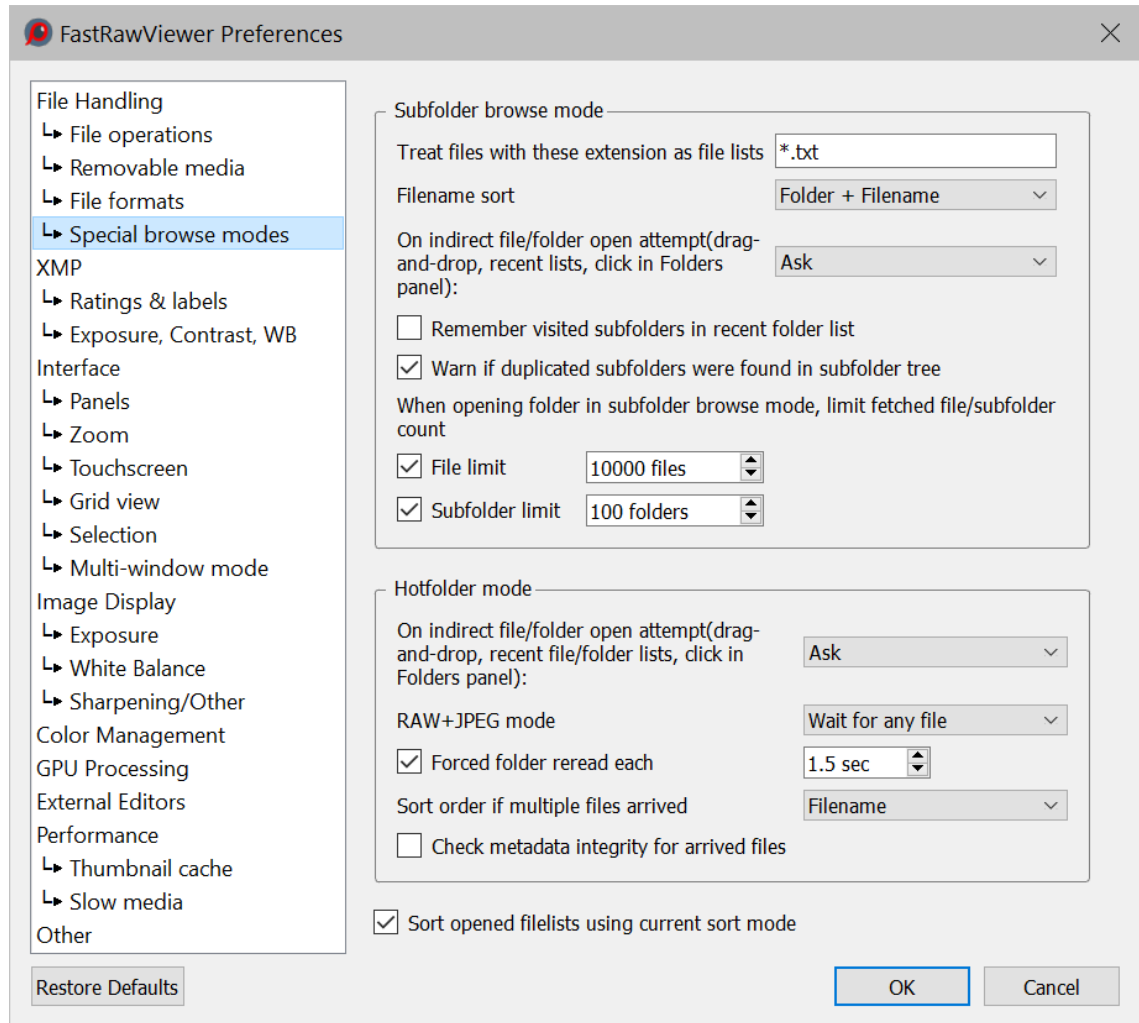 FastRawViewer Preferences
File Handling
File operations
Removable media
File formats
Special browse modes
XMP
Ratings & labels
Exposure, Contrast, WB
Interface
Panels
Zoom
Touchscreen
Grid view
Selection
Multi-window mode
Image Display
Exposure
White Balance
Sharpening/Other
Color Management
GPU Processing
External Editors
Performance
Thumbnail cache
Slow media
Other
Subfolder browse mode
Treat files with these extension as file lists *.txt
Filename sort Folder + Filename
On indirect file/folder open attempt(drag-
and-drop, recent lists, click in Folders Ask
panel):
Remember visited subfolders in recent folder list
Warn if duplicated subfolders were found in subfolder tree
When opening folder in subfolder browse mode, limit fetched file/subfolder
count
File limit 10000 files
Subfolder limit 100 folders
Hotfolder mode
On indirect file/folder open attempt(drag-
and-drop, recent file/folder lists, click in Ask
Folders panel):
RAW+JPEG mode Wait for any file
Forced folder reread each 1.5 sec
Sort order if multiple files arrived Filename
Check metadata integrity for arrived files
Sort opened filelists using current sort mode
Restore Defaults OK Cancel